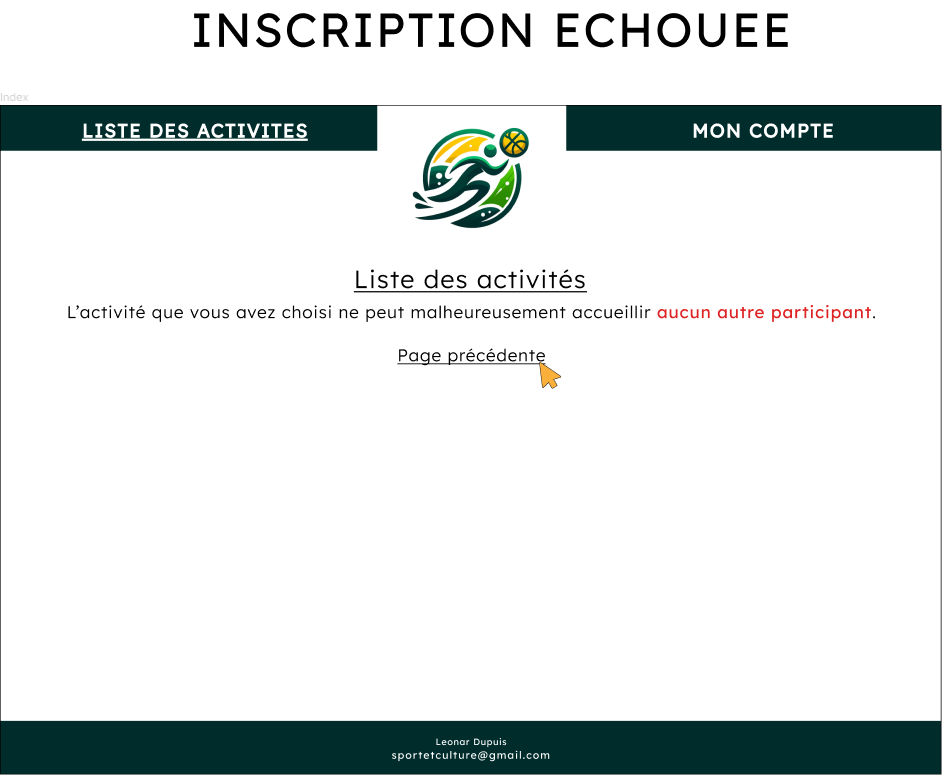 INSCRIPTION ECHOUEE
Index
LISTE DES ACTIVITES
MON COMPTE
Liste des activités
L’activité que vous avez choisi ne peut malheureusement accueillir aucun autre participant.
Page précédente
Leonar Dupuis
sportetculture@gmail.com